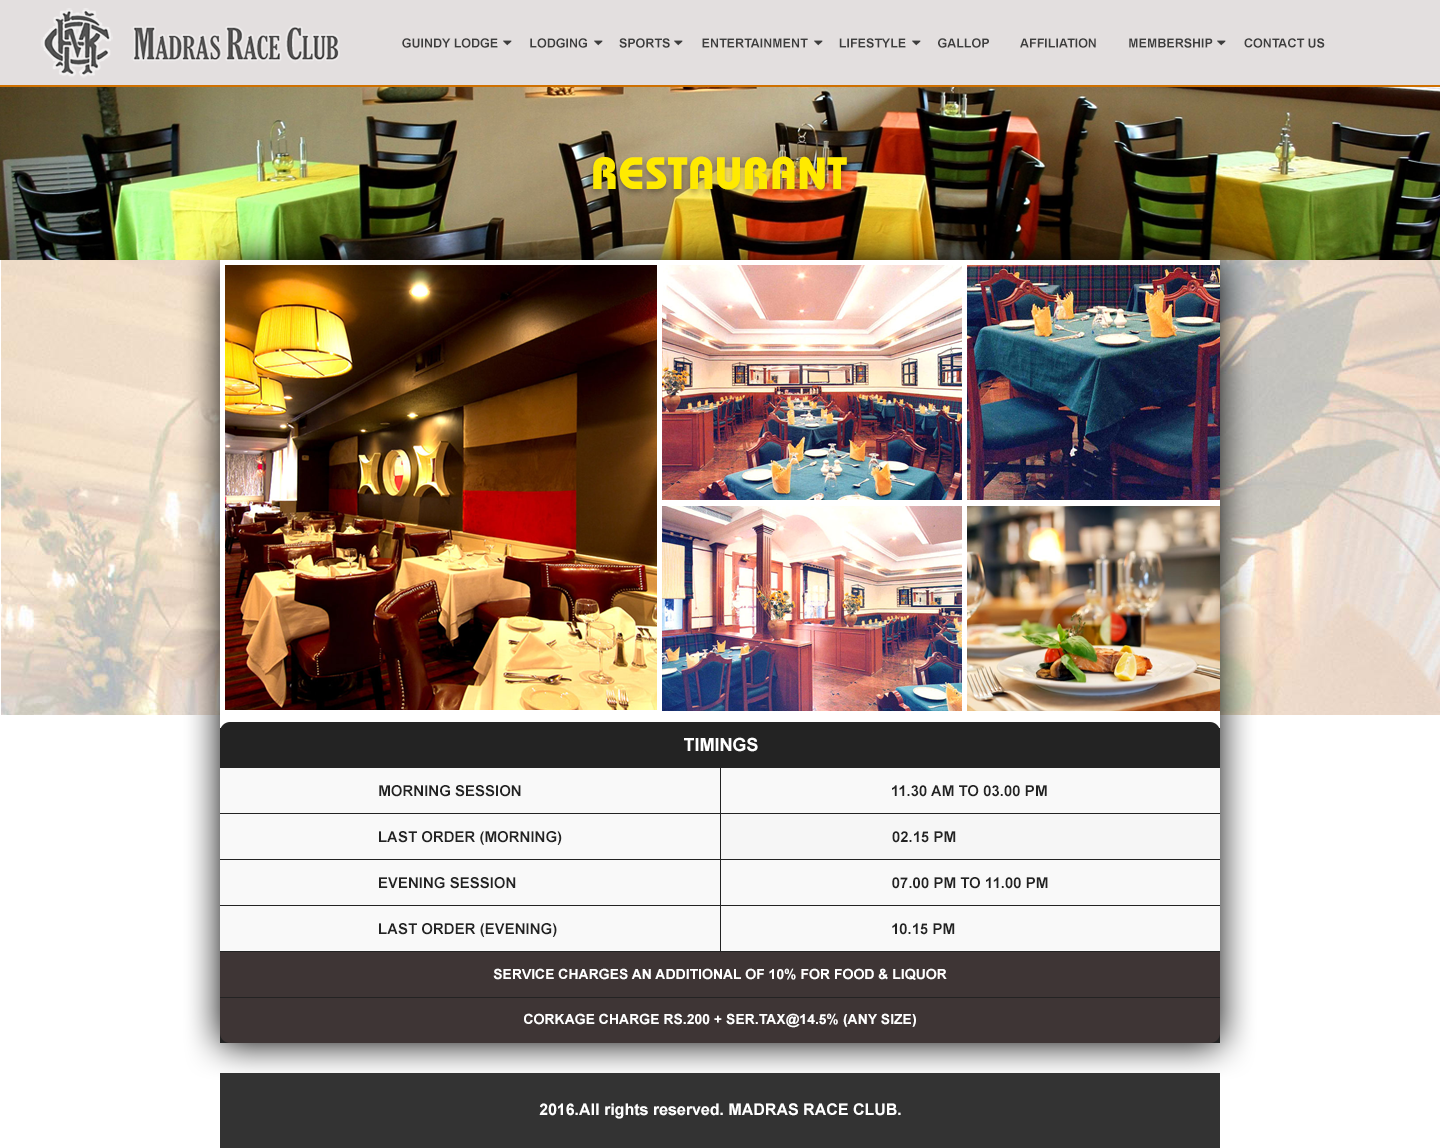 MADRAS RACE CLUB
GUINDY LODGE LODGING SPORTS ENTERTAINMENT LIFESTYLE GALLOP AFFILIATION MEMBERSHIP CONTACT US
RESTAURANT
TIMINGS
MORNING SESSION 11.30 AM TO 03.00 PM
LAST ORDER (MORNING) 02.15 PM
EVENING SESSION 07.00 PM TO 11.00 PM
LAST ORDER (EVENING) 10.15 PM
SERVICE CHARGES AN ADDITIONAL OF 10% FOR FOOD & LIQUOR
CORKAGE CHARGE RS.200 + SER.TAX@14.5% (ANY SIZE)
2016.All rights reserved. MADRAS RACE CLUB.